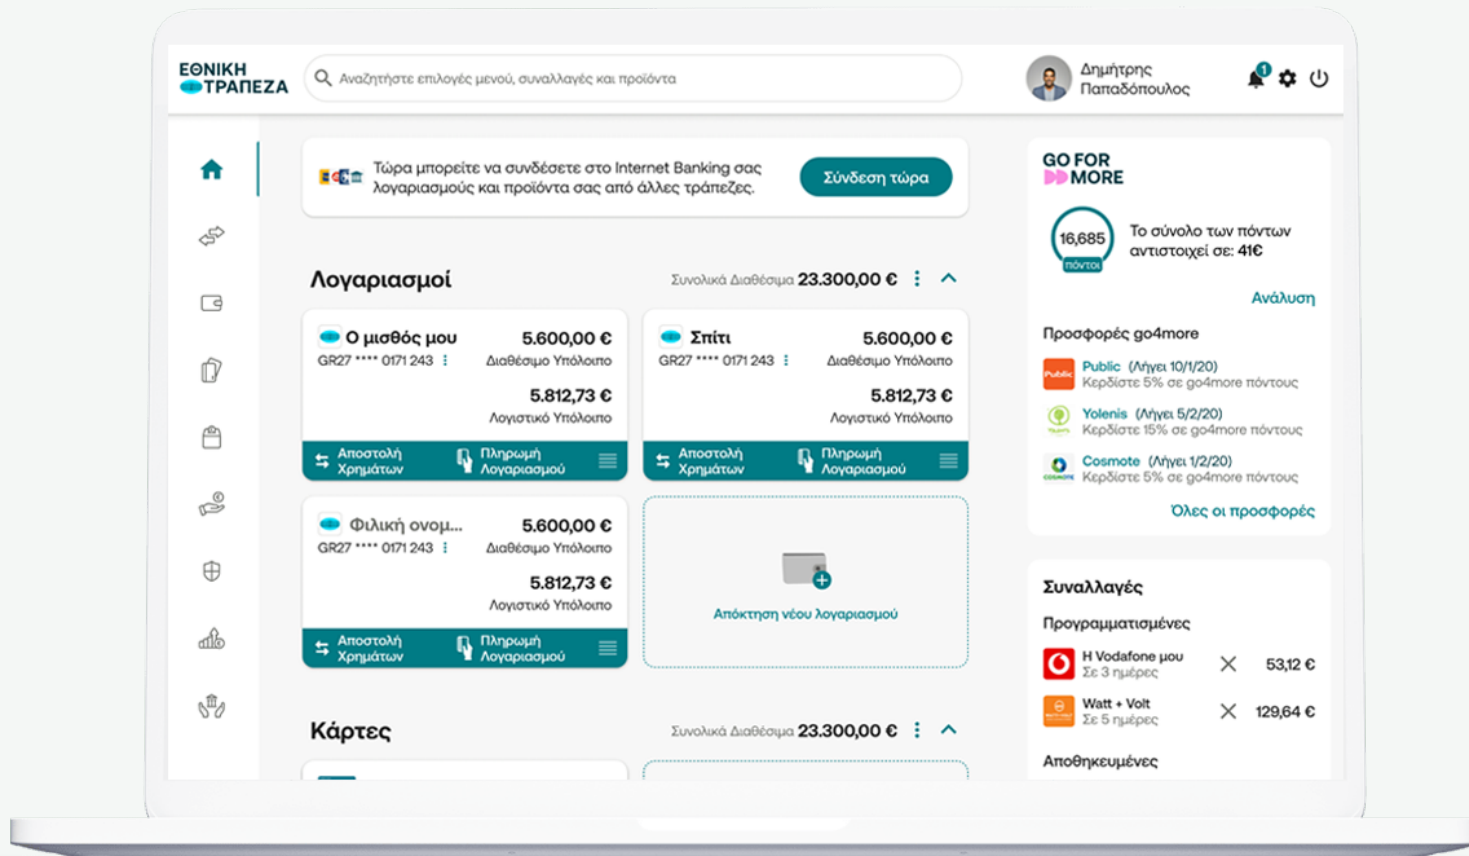 ΕΘΝΙΚΗ
ΤΡΑΠΕΖΑ
Αναζητήστε επιλογές μενού, συναλλαγές και προϊόντα
Δημήτρης
Παπαδόπουλος
1
Τώρα μπορείτε να συνδέσετε στο Internet Banking σας
λογαριασμούς και προϊόντα σας από άλλες τράπεζες.
Σύνδεση τώρα
Λογαριασμοί
Συνολικά Διαθέσιμα 23.300,00 €
Ο μισθός μου 5.600,00 €
GR27 **** 0171 243 Διαθέσιμο Υπόλοιπο
5.812,73 €
Λογιστικό Υπόλοιπο
Αποστολή
Χρημάτων
Πληρωμή
Λογαριασμού
Σπίτι 5.600,00 €
GR27 **** 0171 243 Διαθέσιμο Υπόλοιπο
5.812,73 €
Λογιστικό Υπόλοιπο
Αποστολή
Χρημάτων
Πληρωμή
Λογαριασμού
Φιλική ονομ... 5.600,00 €
GR27 **** 0171 243 Διαθέσιμο Υπόλοιπο
5.812,73 €
Λογιστικό Υπόλοιπο
Αποστολή
Χρημάτων
Πληρωμή
Λογαριασμού
Απόκτηση νέου λογαριασμού
Κάρτες
Συνολικά Διαθέσιμα 23.300,00 €
GO FOR
MORE
16,685
πόντοι
Το σύνολο των πόντων
αντιστοιχεί σε: 41€
Ανάλυση
Προσφορές go4more
Public
Public (Λήγει 10/1/20)
Κερδίστε 5% σε go4more πόντους
Yolenis (Λήγει 5/2/20)
Κερδίστε 15% σε go4more πόντους
COSMOTE
Cosmote (Λήγει 1/2/20)
Κερδίστε 5% σε go4more πόντους
Όλες οι προσφορές
Συναλλαγές
Προγραμματισμένες
Η Vodafone μου
Σε 3 ημέρες
53,12 €
Watt + Volt
Σε 5 ημέρες
129,64 €
Αποθηκευμένες